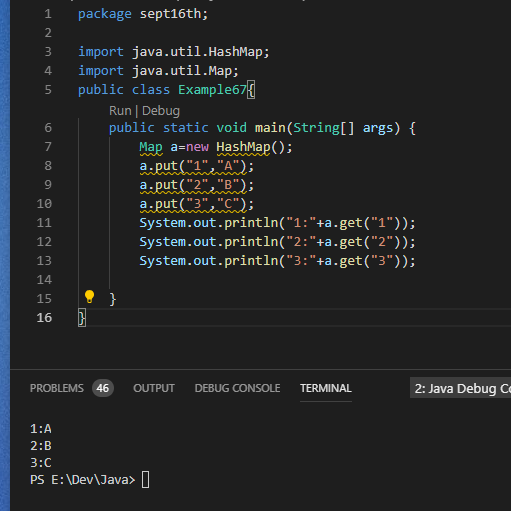 1 package sept16th;
2
3 import java.util.HashMap;
4 import java.util.Map;
5 public class Example67{
Run | Debug
6 public static void main(String[] args) {
7 Map a=new HashMap();
8 a.put("1","A");
9 a.put("2","B");
10 a.put("3","C");
11 System.out.println("1:"+a.get("1"));
12 System.out.println("2:"+a.get("2"));
13 System.out.println("3:"+a.get("3"));
14
15 }
16 }
PROBLEMS 46 OUTPUT DEBUG CONSOLE TERMINAL 2: Java Debug Co
1:A
2:B
3:C
PS E:\Dev\Java>